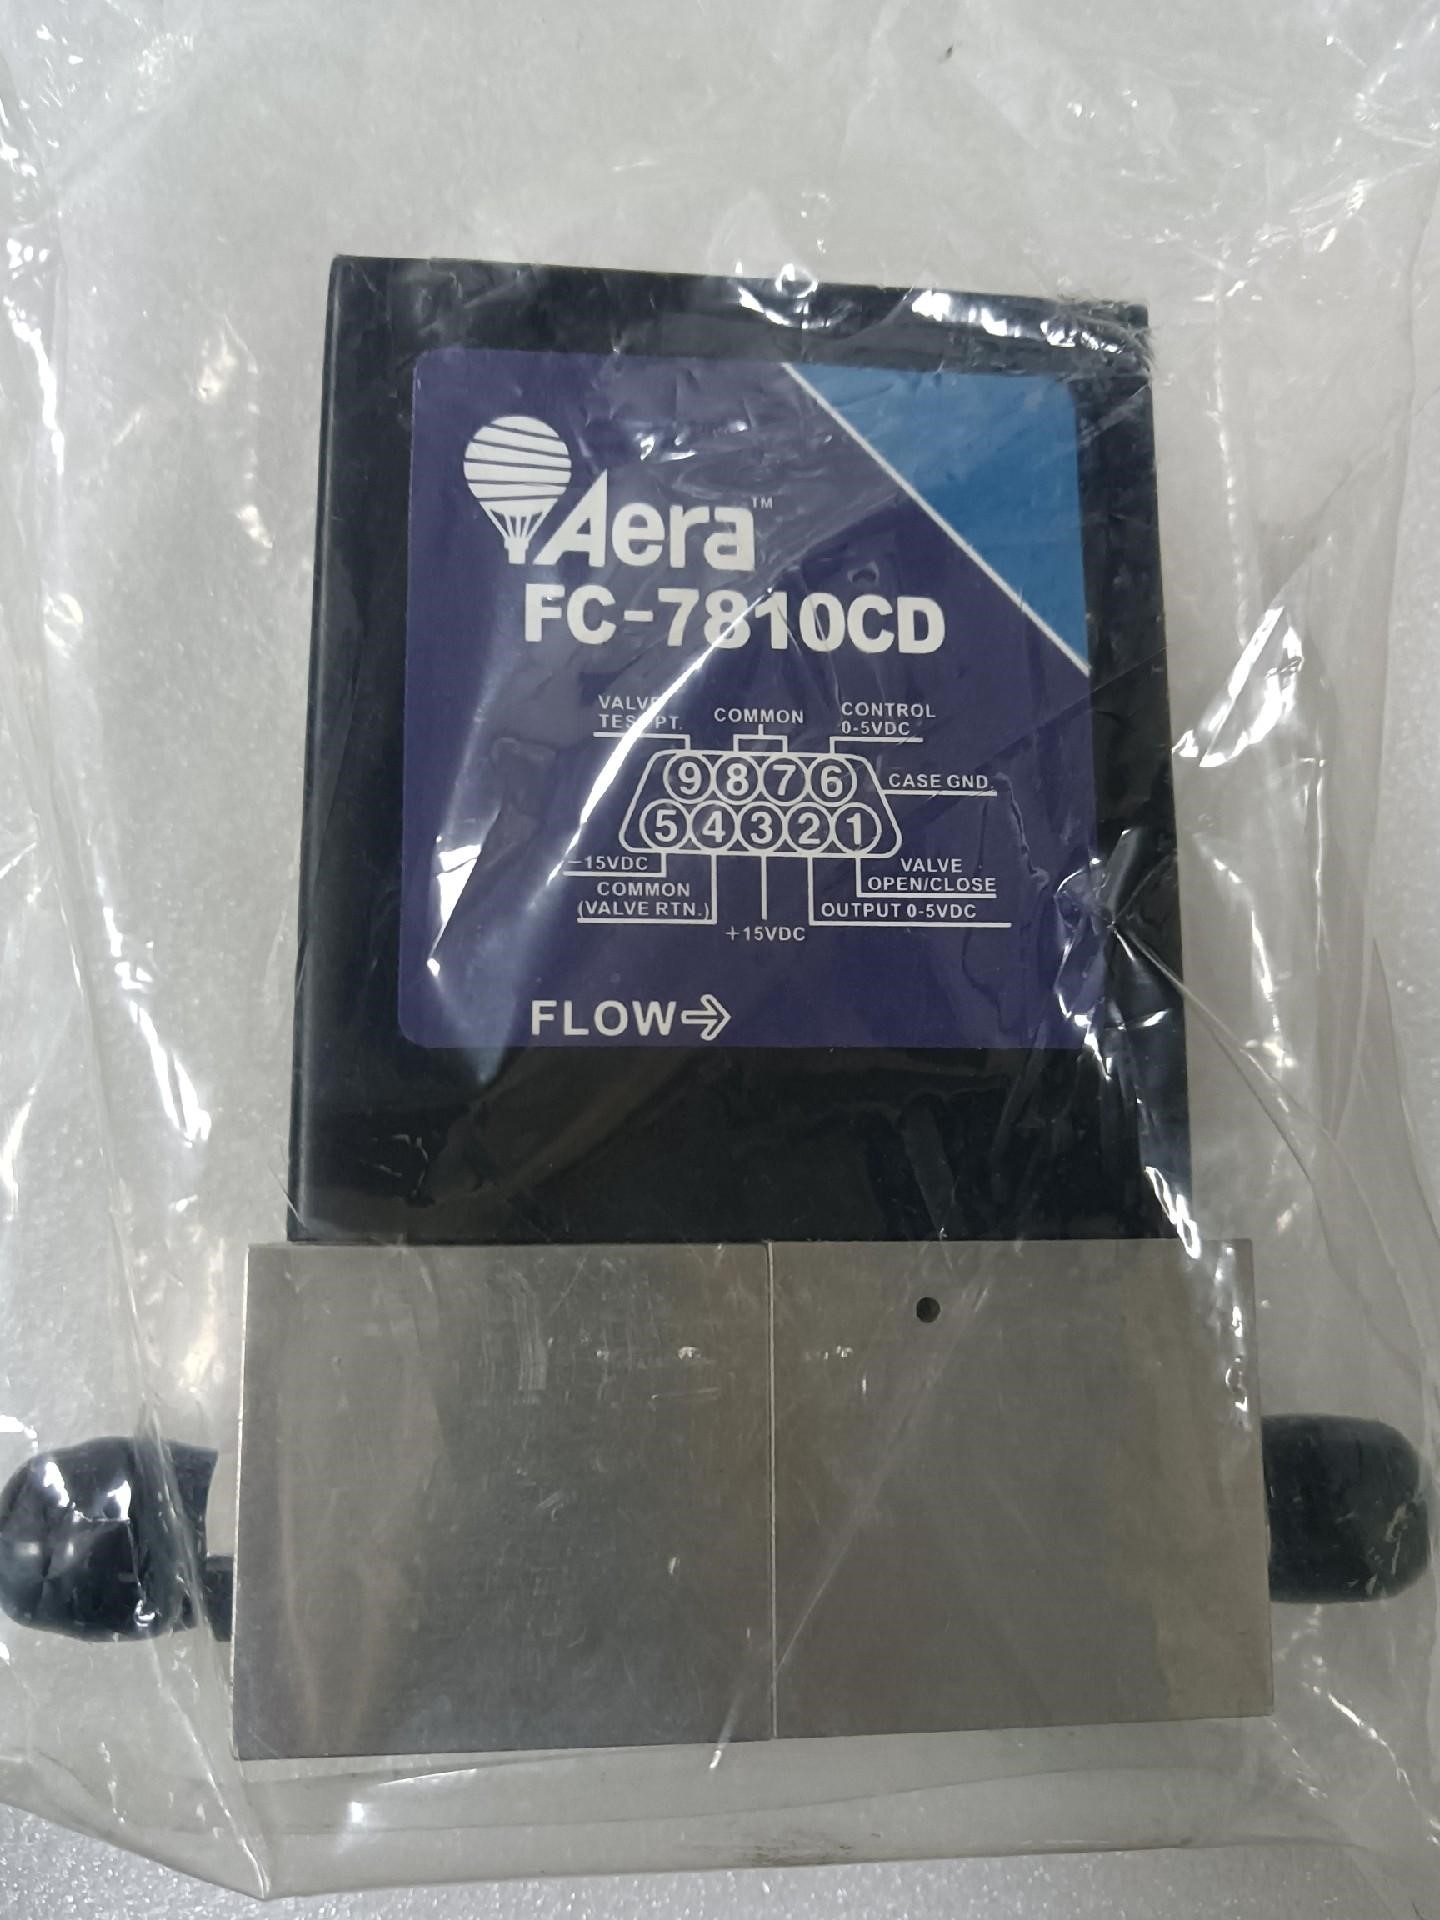 Aera™
FC-7810CD
VALVE
TEST PT.
COMMON
CONTROL
0-5VDC
9 8 7 6
CASE GND.
5 4 3 2 1
-15VDC
COMMON
(VALVE RTN.)
+15VDC
VALVE
OPEN/CLOSE
OUTPUT 0-5VDC
FLOW→